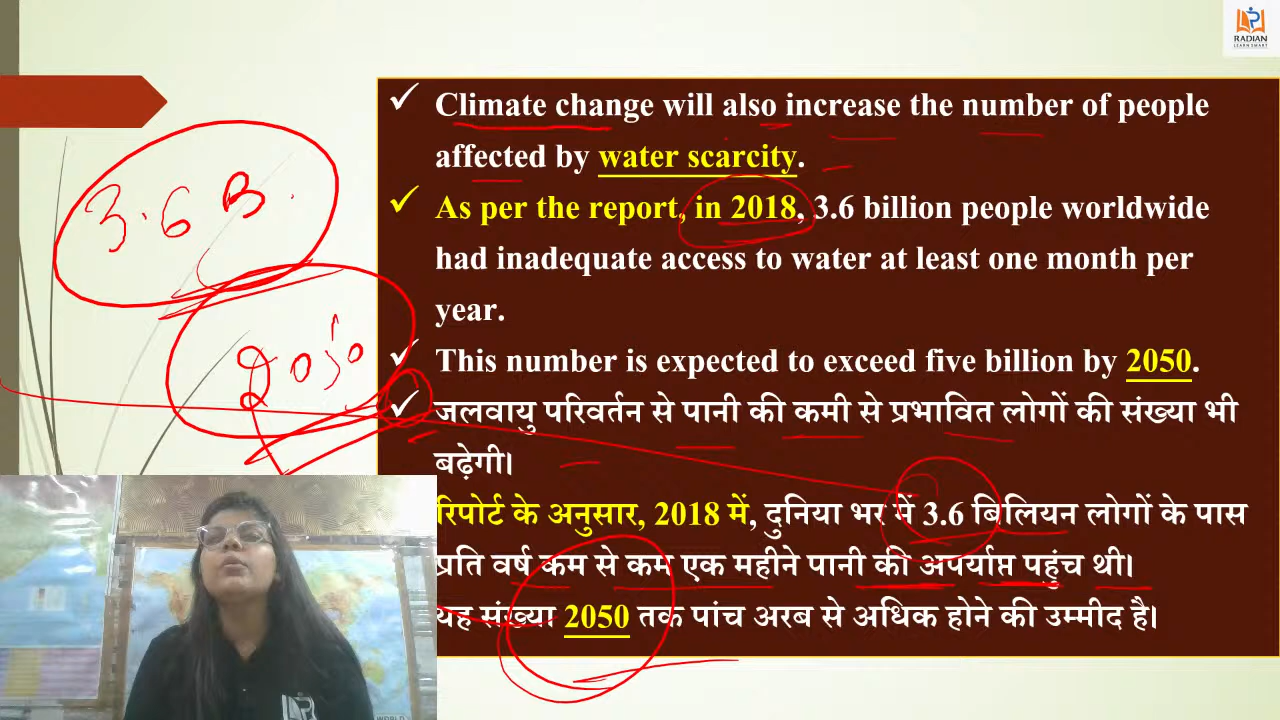 RADIAN
LEARN SMART
Climate change will also increase the number of people
affected by water scarcity.
As per the report, in 2018, 3.6 billion people worldwide
had inadequate access to water at least one month per
year.
This number is expected to exceed five billion by 2050.
जलवायु परिवर्तन से पानी की कमी से प्रभावित लोगों की संख्या भी
बढ़ेगी।
रिपोर्ट के अनुसार, 2018 में, दुनिया भर में 3.6 बिलियन लोगों के पास
प्रति वर्ष कम से कम एक महीने पानी की अपर्याप्त पहुंच थी।
यह संख्या 2050 तक पांच अरब से अधिक होने की उम्मीद है।
3.6 B.
2050
WORLD